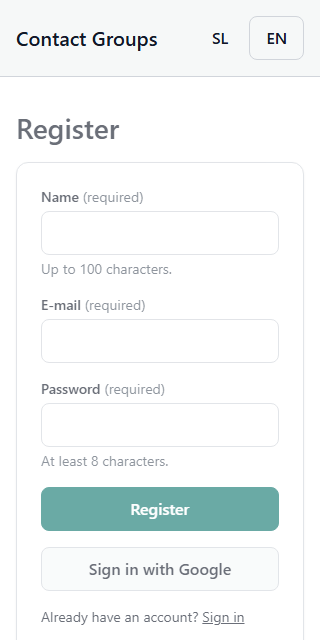 Contact Groups SL EN
Register
Name (required)
Up to 100 characters.
E-mail (required)
Password (required)
At least 8 characters.
Register
Sign in with Google
Already have an account? Sign in